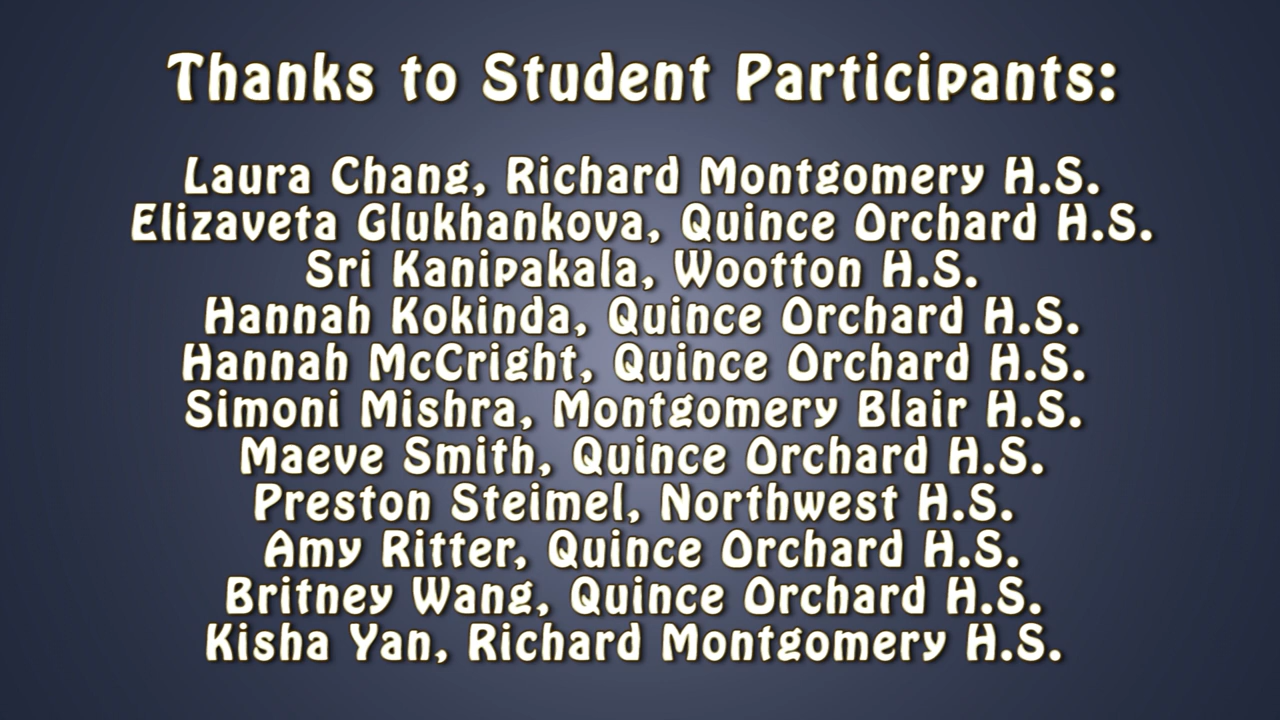 Thanks to Student Participants:
Laura Chang, Richard Montgomery H.S.
Elizaveta Glukhankova, Quince Orchard H.S.
Sri Kanipakala, Wootton H.S.
Hannah Kokinda, Quince Orchard H.S.
Hannah McCright, Quince Orchard H.S.
Simoni Mishra, Montgomery Blair H.S.
Maeve Smith, Quince Orchard H.S.
Preston Steimel, Northwest H.S.
Amy Ritter, Quince Orchard H.S.
Britney Wang, Quince Orchard H.S.
Kisha Yan, Richard Montgomery H.S.